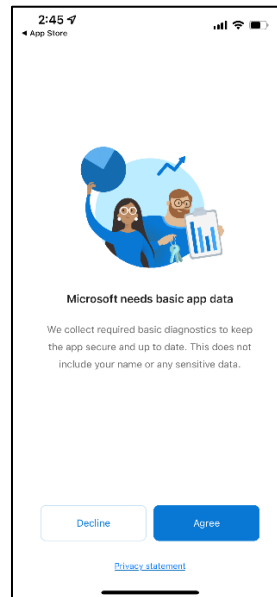 2:45
◀ App Store
Microsoft needs basic app data
We collect required basic diagnostics to keep
the app secure and up to date. This does not
include your name or any sensitive data.
Decline
Agree
Privacy statement